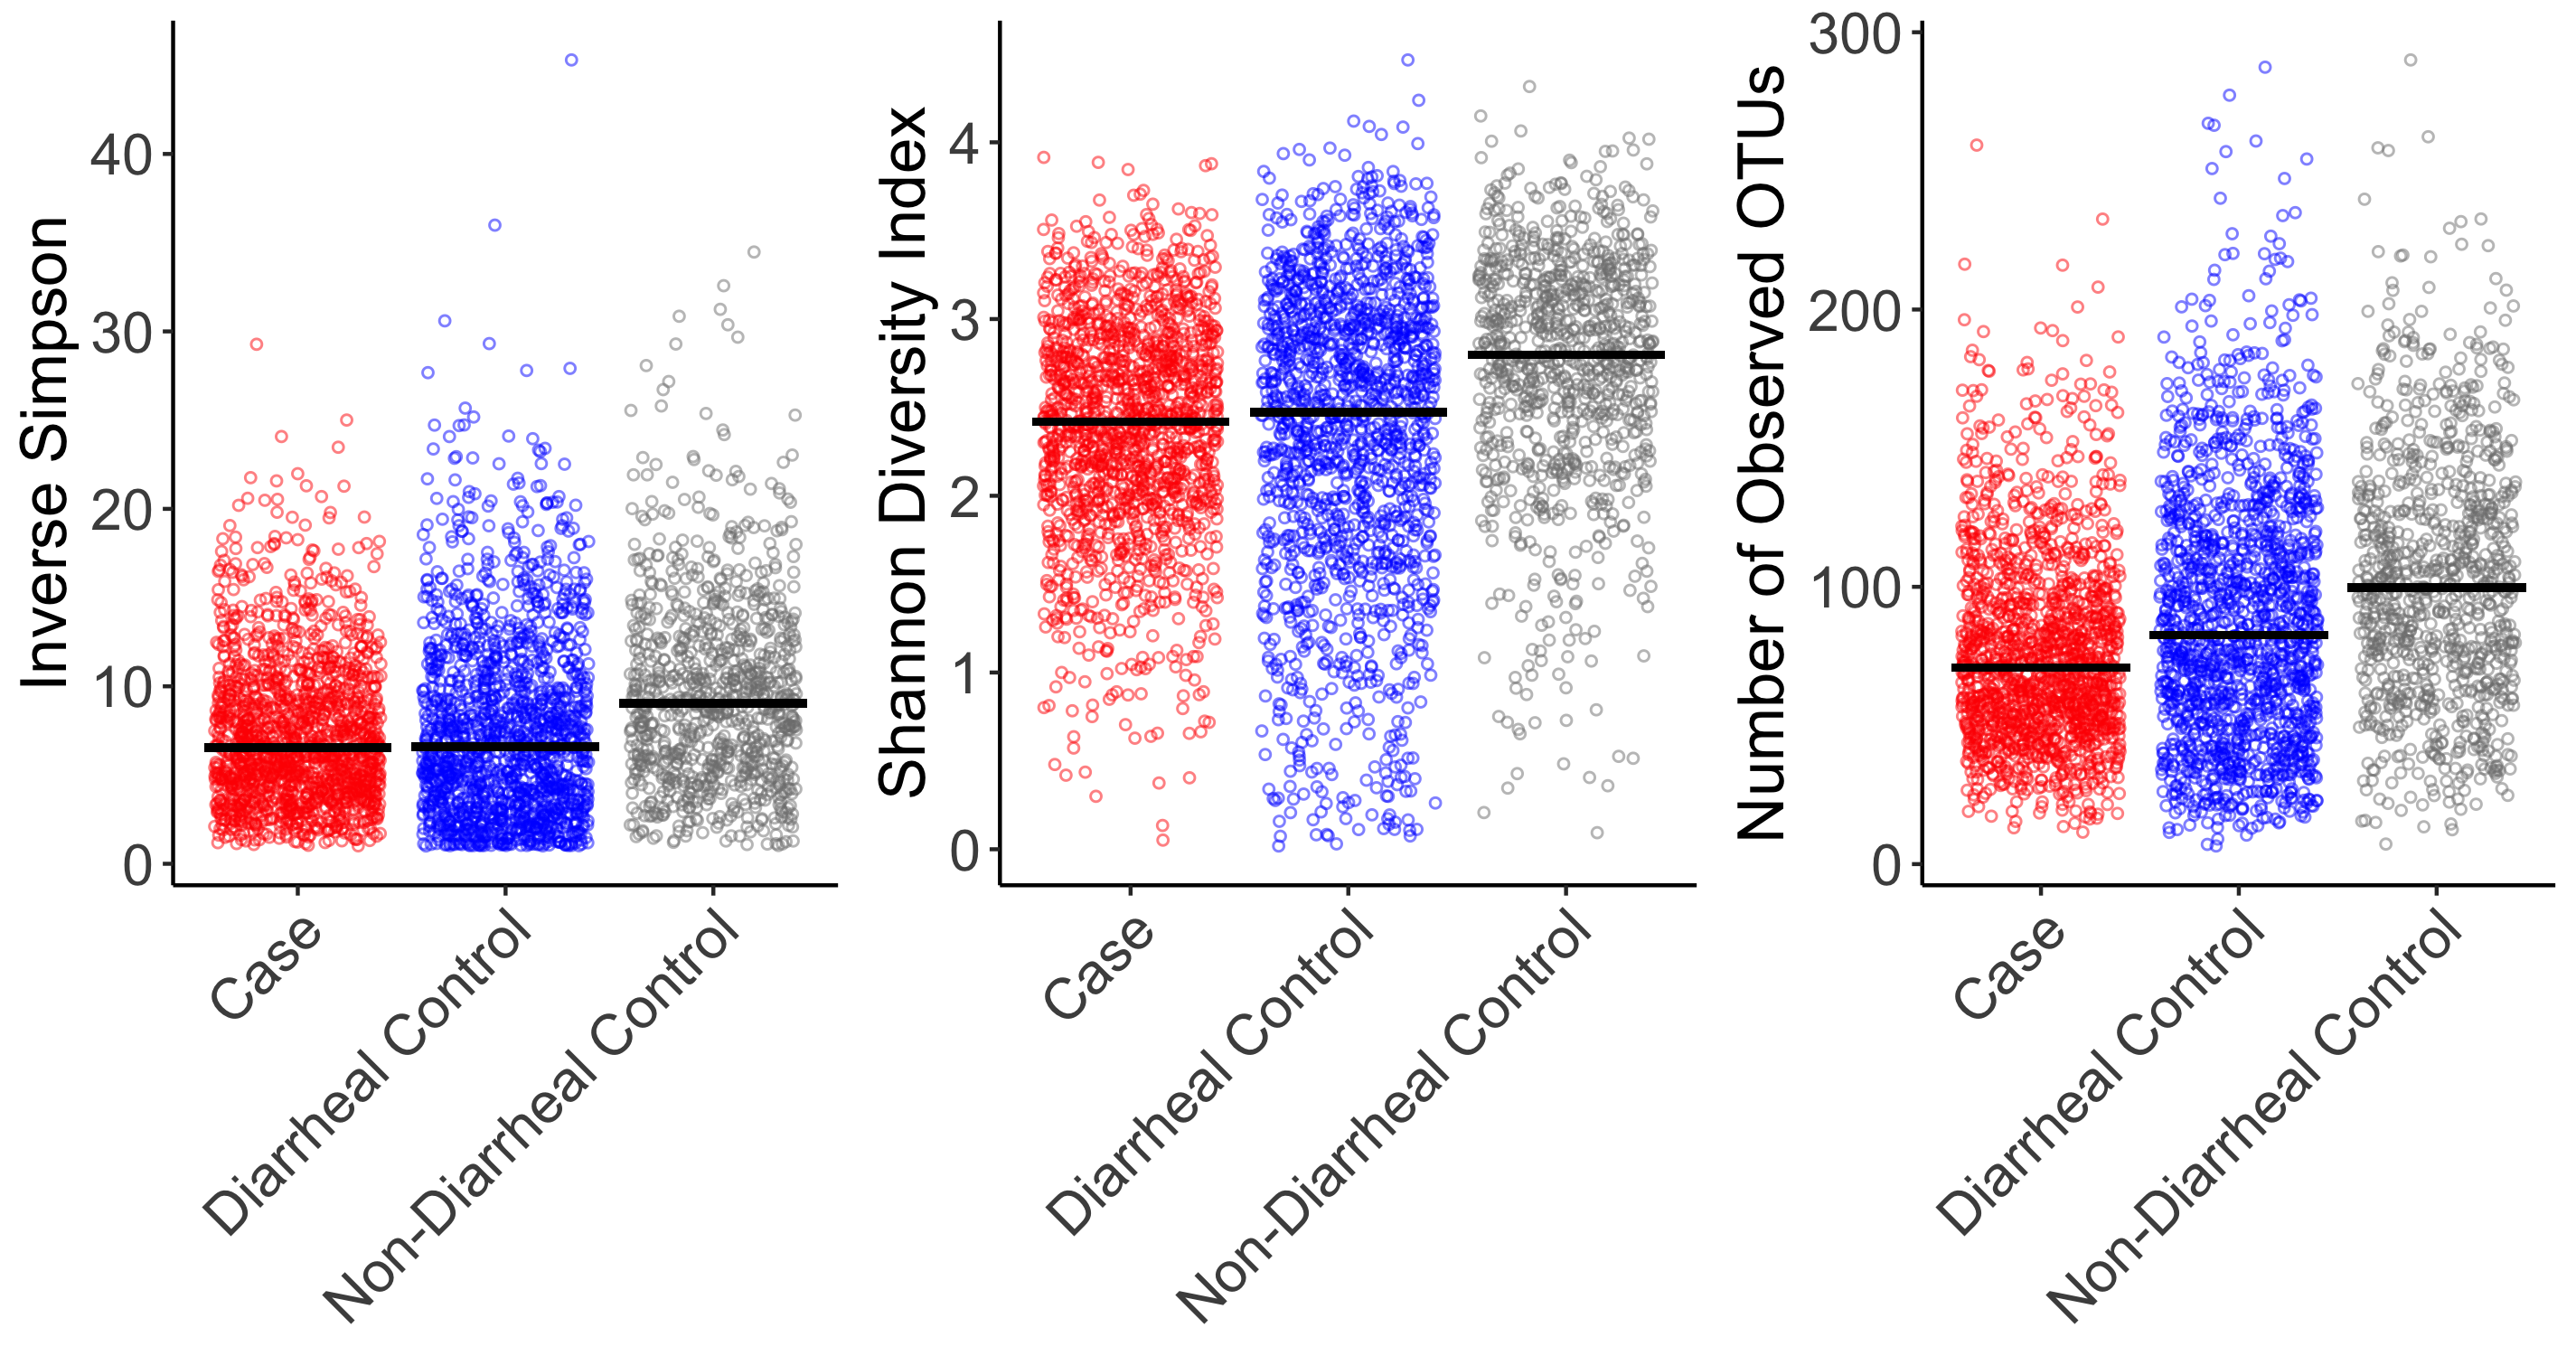 Inverse Simpson
40
30
20
10
0
Case
Diarrheal Control
Non-Diarrheal Control
Shannon Diversity Index
4
3
2
1
0
Case
Diarrheal Control
Non-Diarrheal Control
Number of Observed OTUs
300
200
100
0
Case
Diarrheal Control
Non-Diarrheal Control